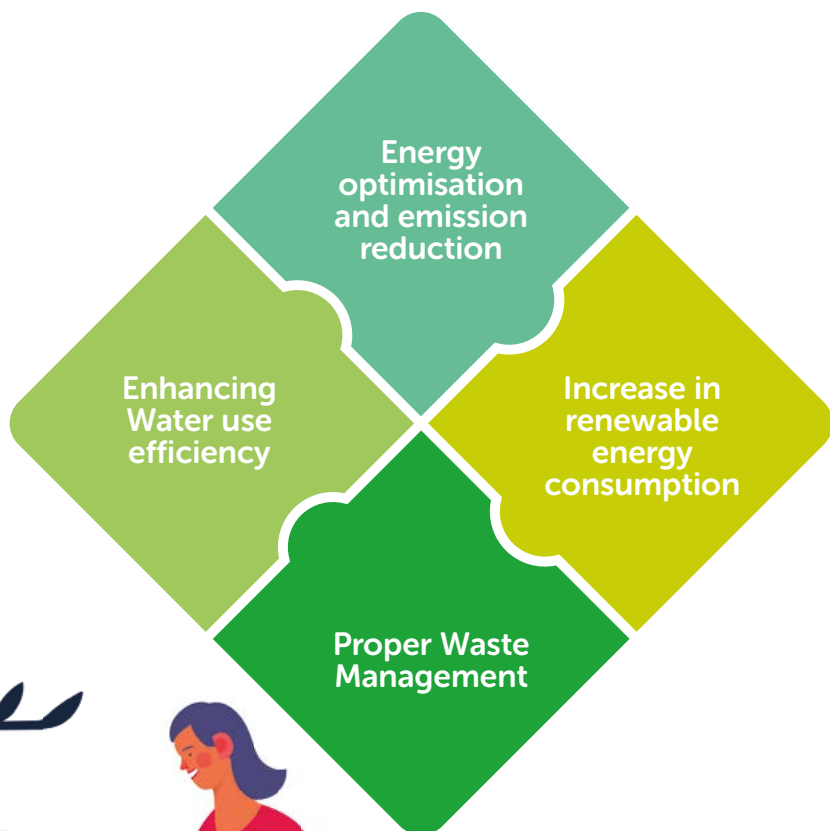 Energy
optimisation
and emission
reduction
Enhancing
Water use
efficiency
Increase in
renewable
energy
consumption
Proper Waste
Management